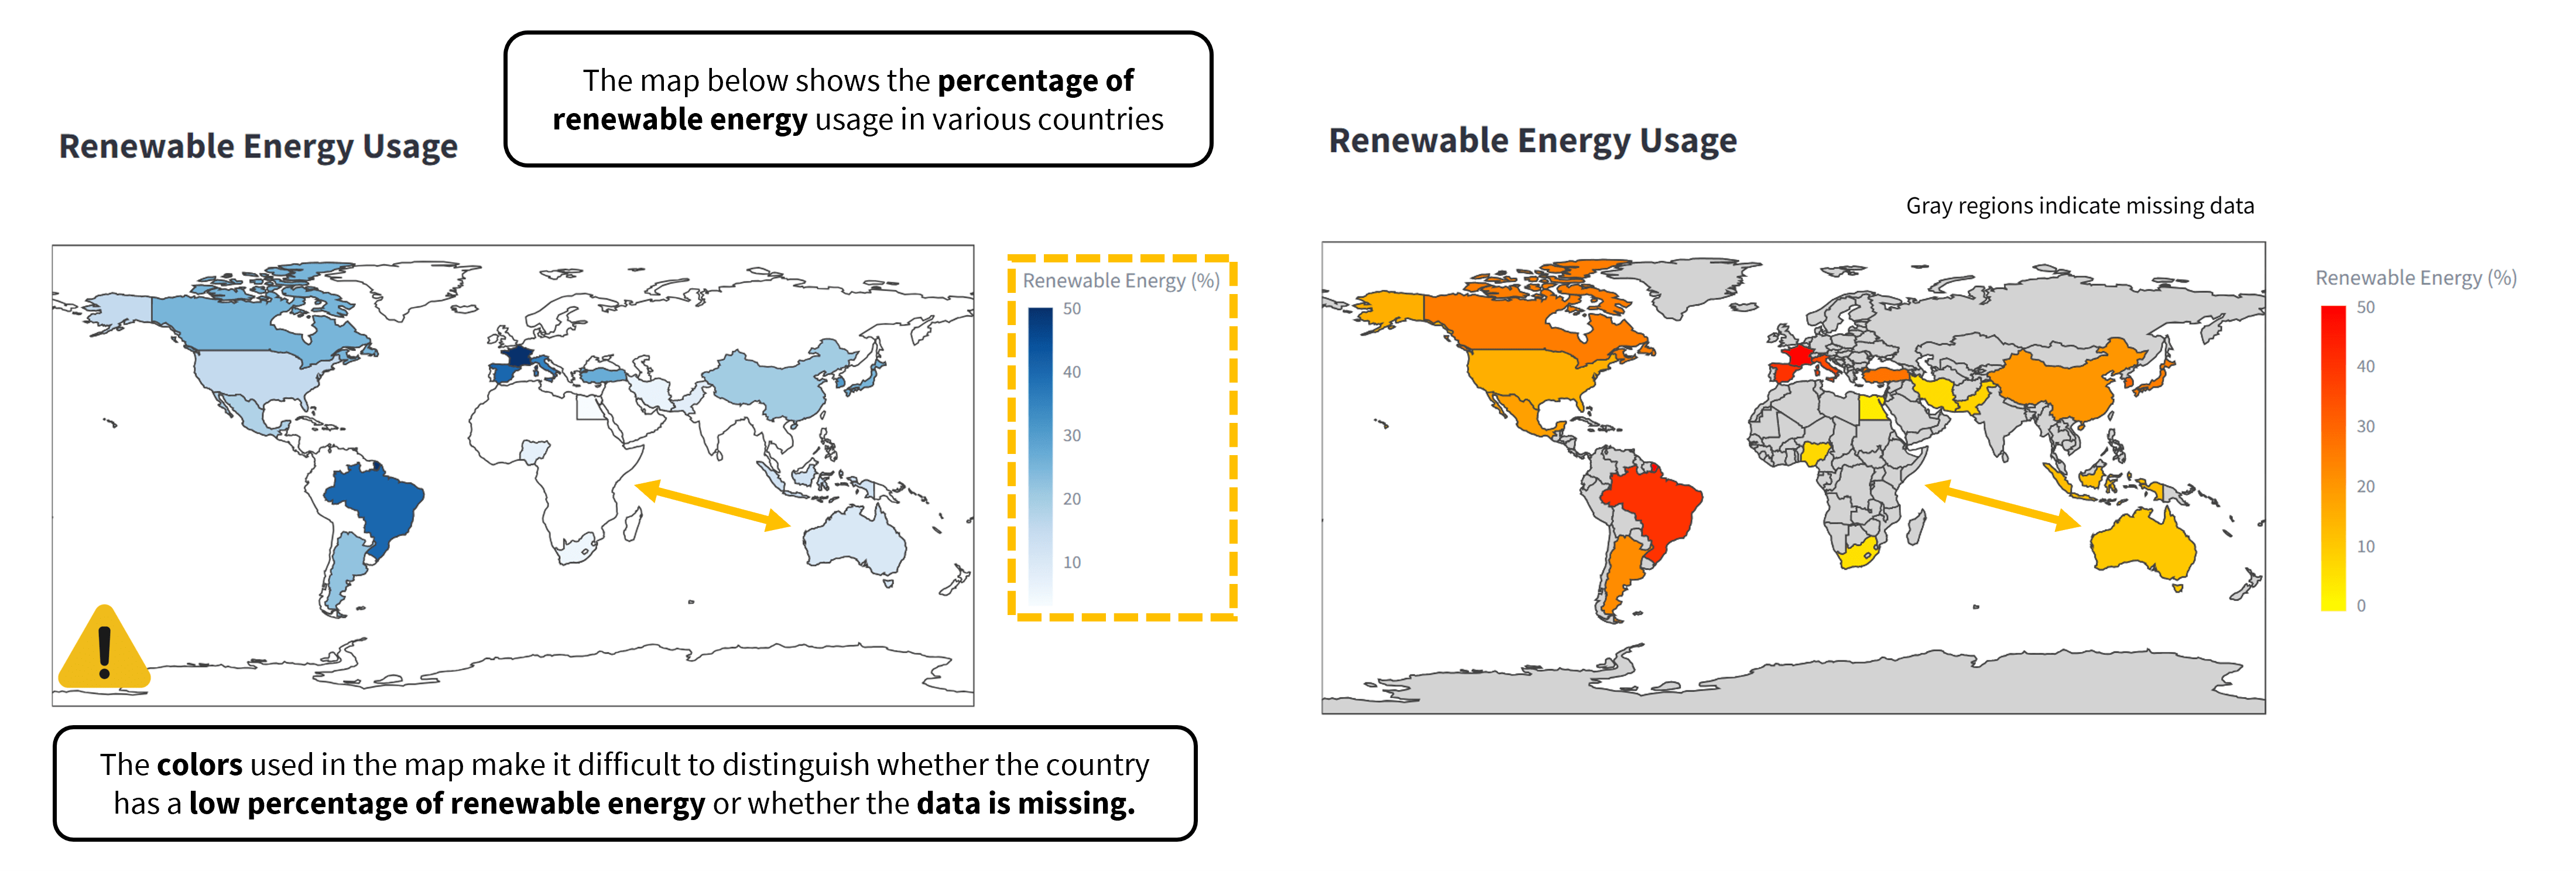 The map below shows the percentage of
renewable energy usage in various countries
Renewable Energy Usage
Renewable Energy (%)
50
40
30
20
10
!
The colors used in the map make it difficult to distinguish whether the country
has a low percentage of renewable energy or whether the data is missing.
Renewable Energy Usage
Gray regions indicate missing data
Renewable Energy (%)
50
40
30
20
10
0